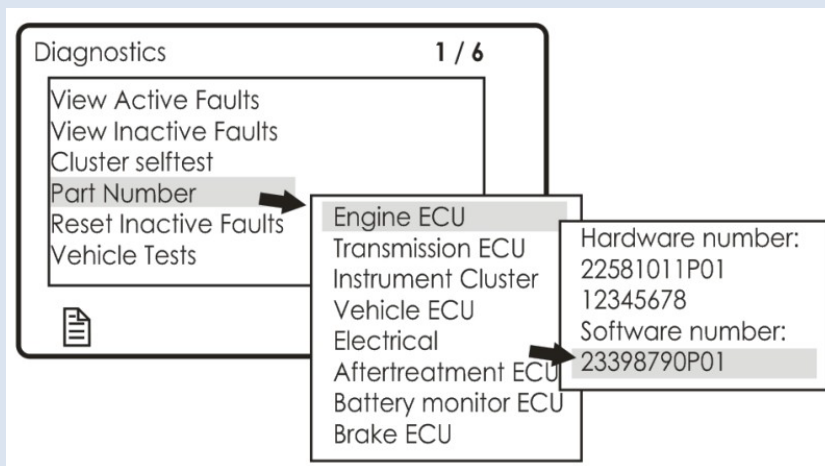 Diagnostics 1 / 6
View Active Faults
View Inactive Faults
Cluster selftest
Part Number
Reset Inactive Faults
Vehicle Tests
Engine ECU
Transmission ECU
Instrument Cluster
Vehicle ECU
Electrical
Aftertreatment ECU
Battery monitor ECU
Brake ECU
Hardware number:
22581011P01
12345678
Software number:
23398790P01